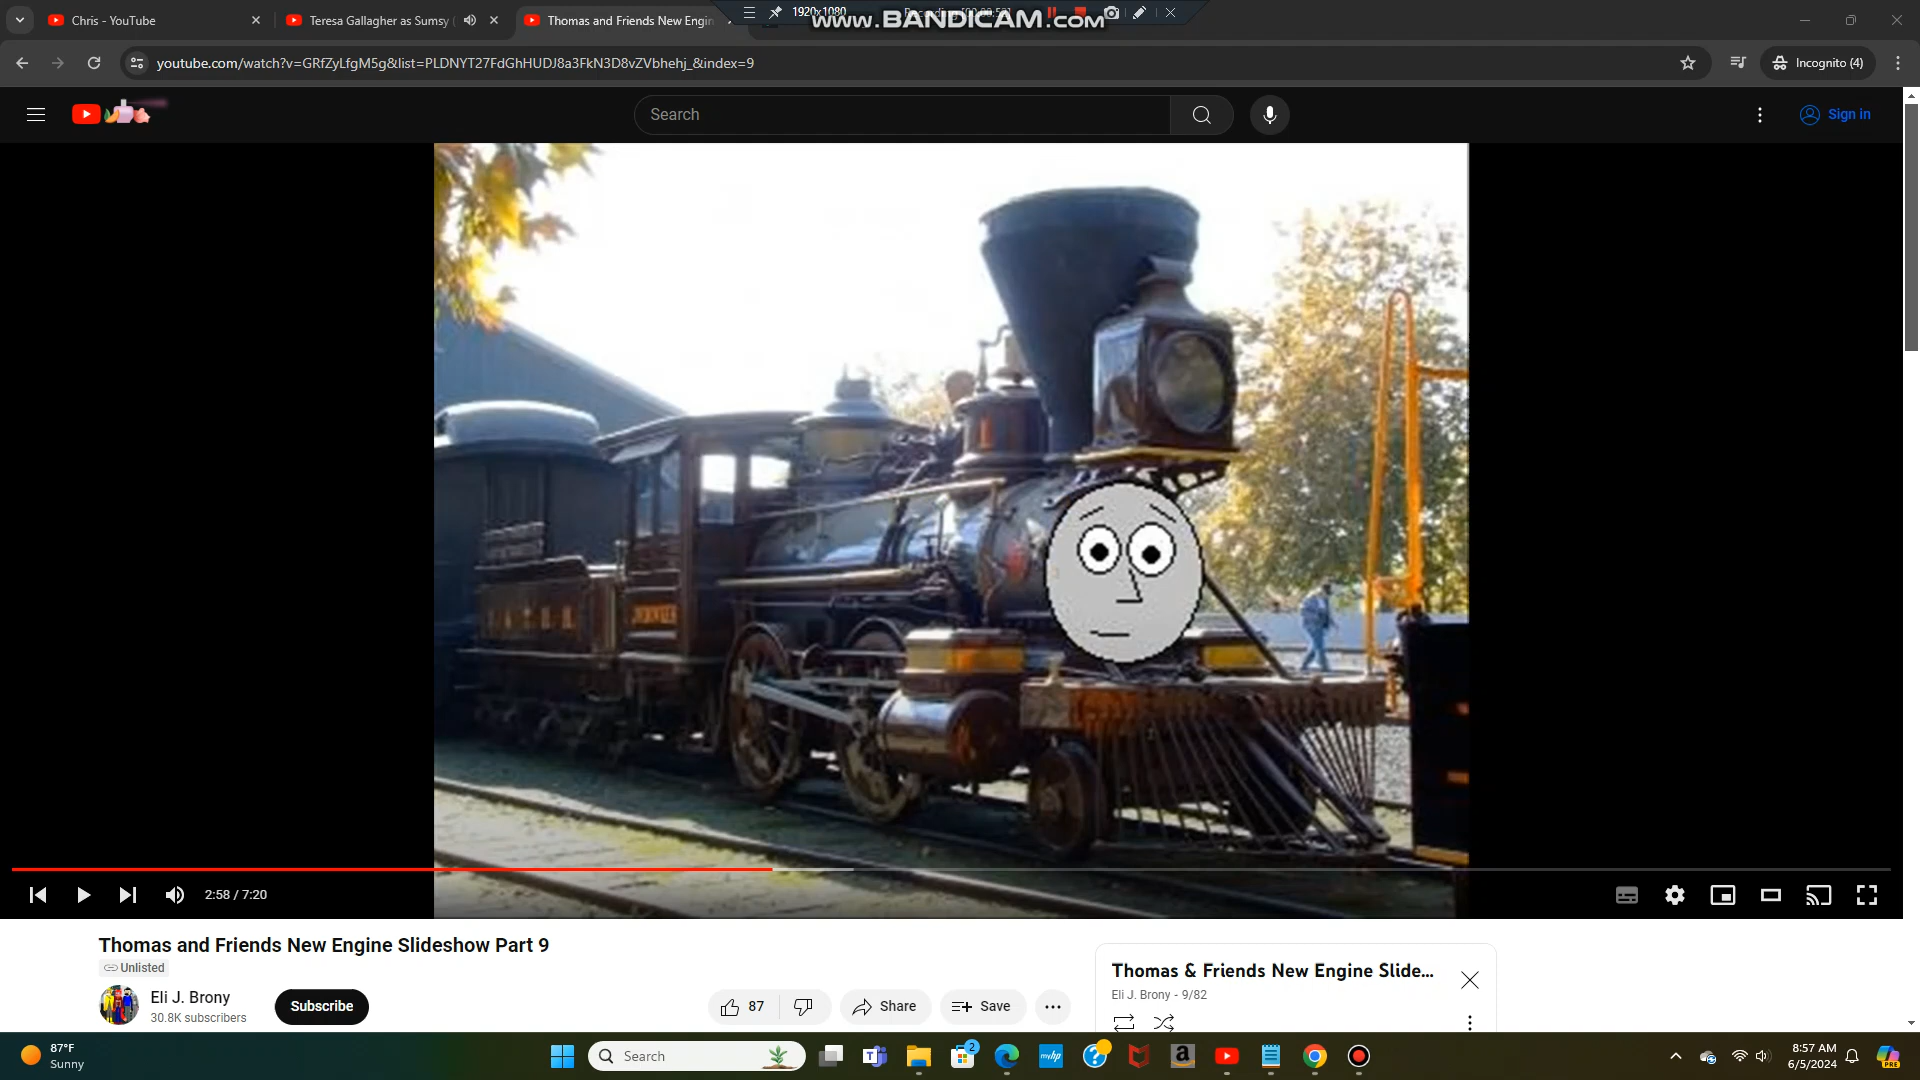 Chris - YouTube
Teresa Gallagher as Sumsy (
Thomas and Friends New Engin
1920x1080
www.BANDICAM.com
youtube.com/watch?v=GRfZyLfgM5g&list=PLDNYT27FdGhHUDJ8a3FkN3D8vZVbhehj_&index=9
Incognito (4)
Search
Sign in
2:58 / 7:20
Thomas and Friends New Engine Slideshow Part 9
Unlisted
Eli J. Brony
30.8K subscribers
Subscribe
87
Share
Save
Thomas & Friends New Engine Slide...
Eli J. Brony - 9/82
87°F
Sunny
Search
2
myhp
PRE
8:57 AM
6/5/2024